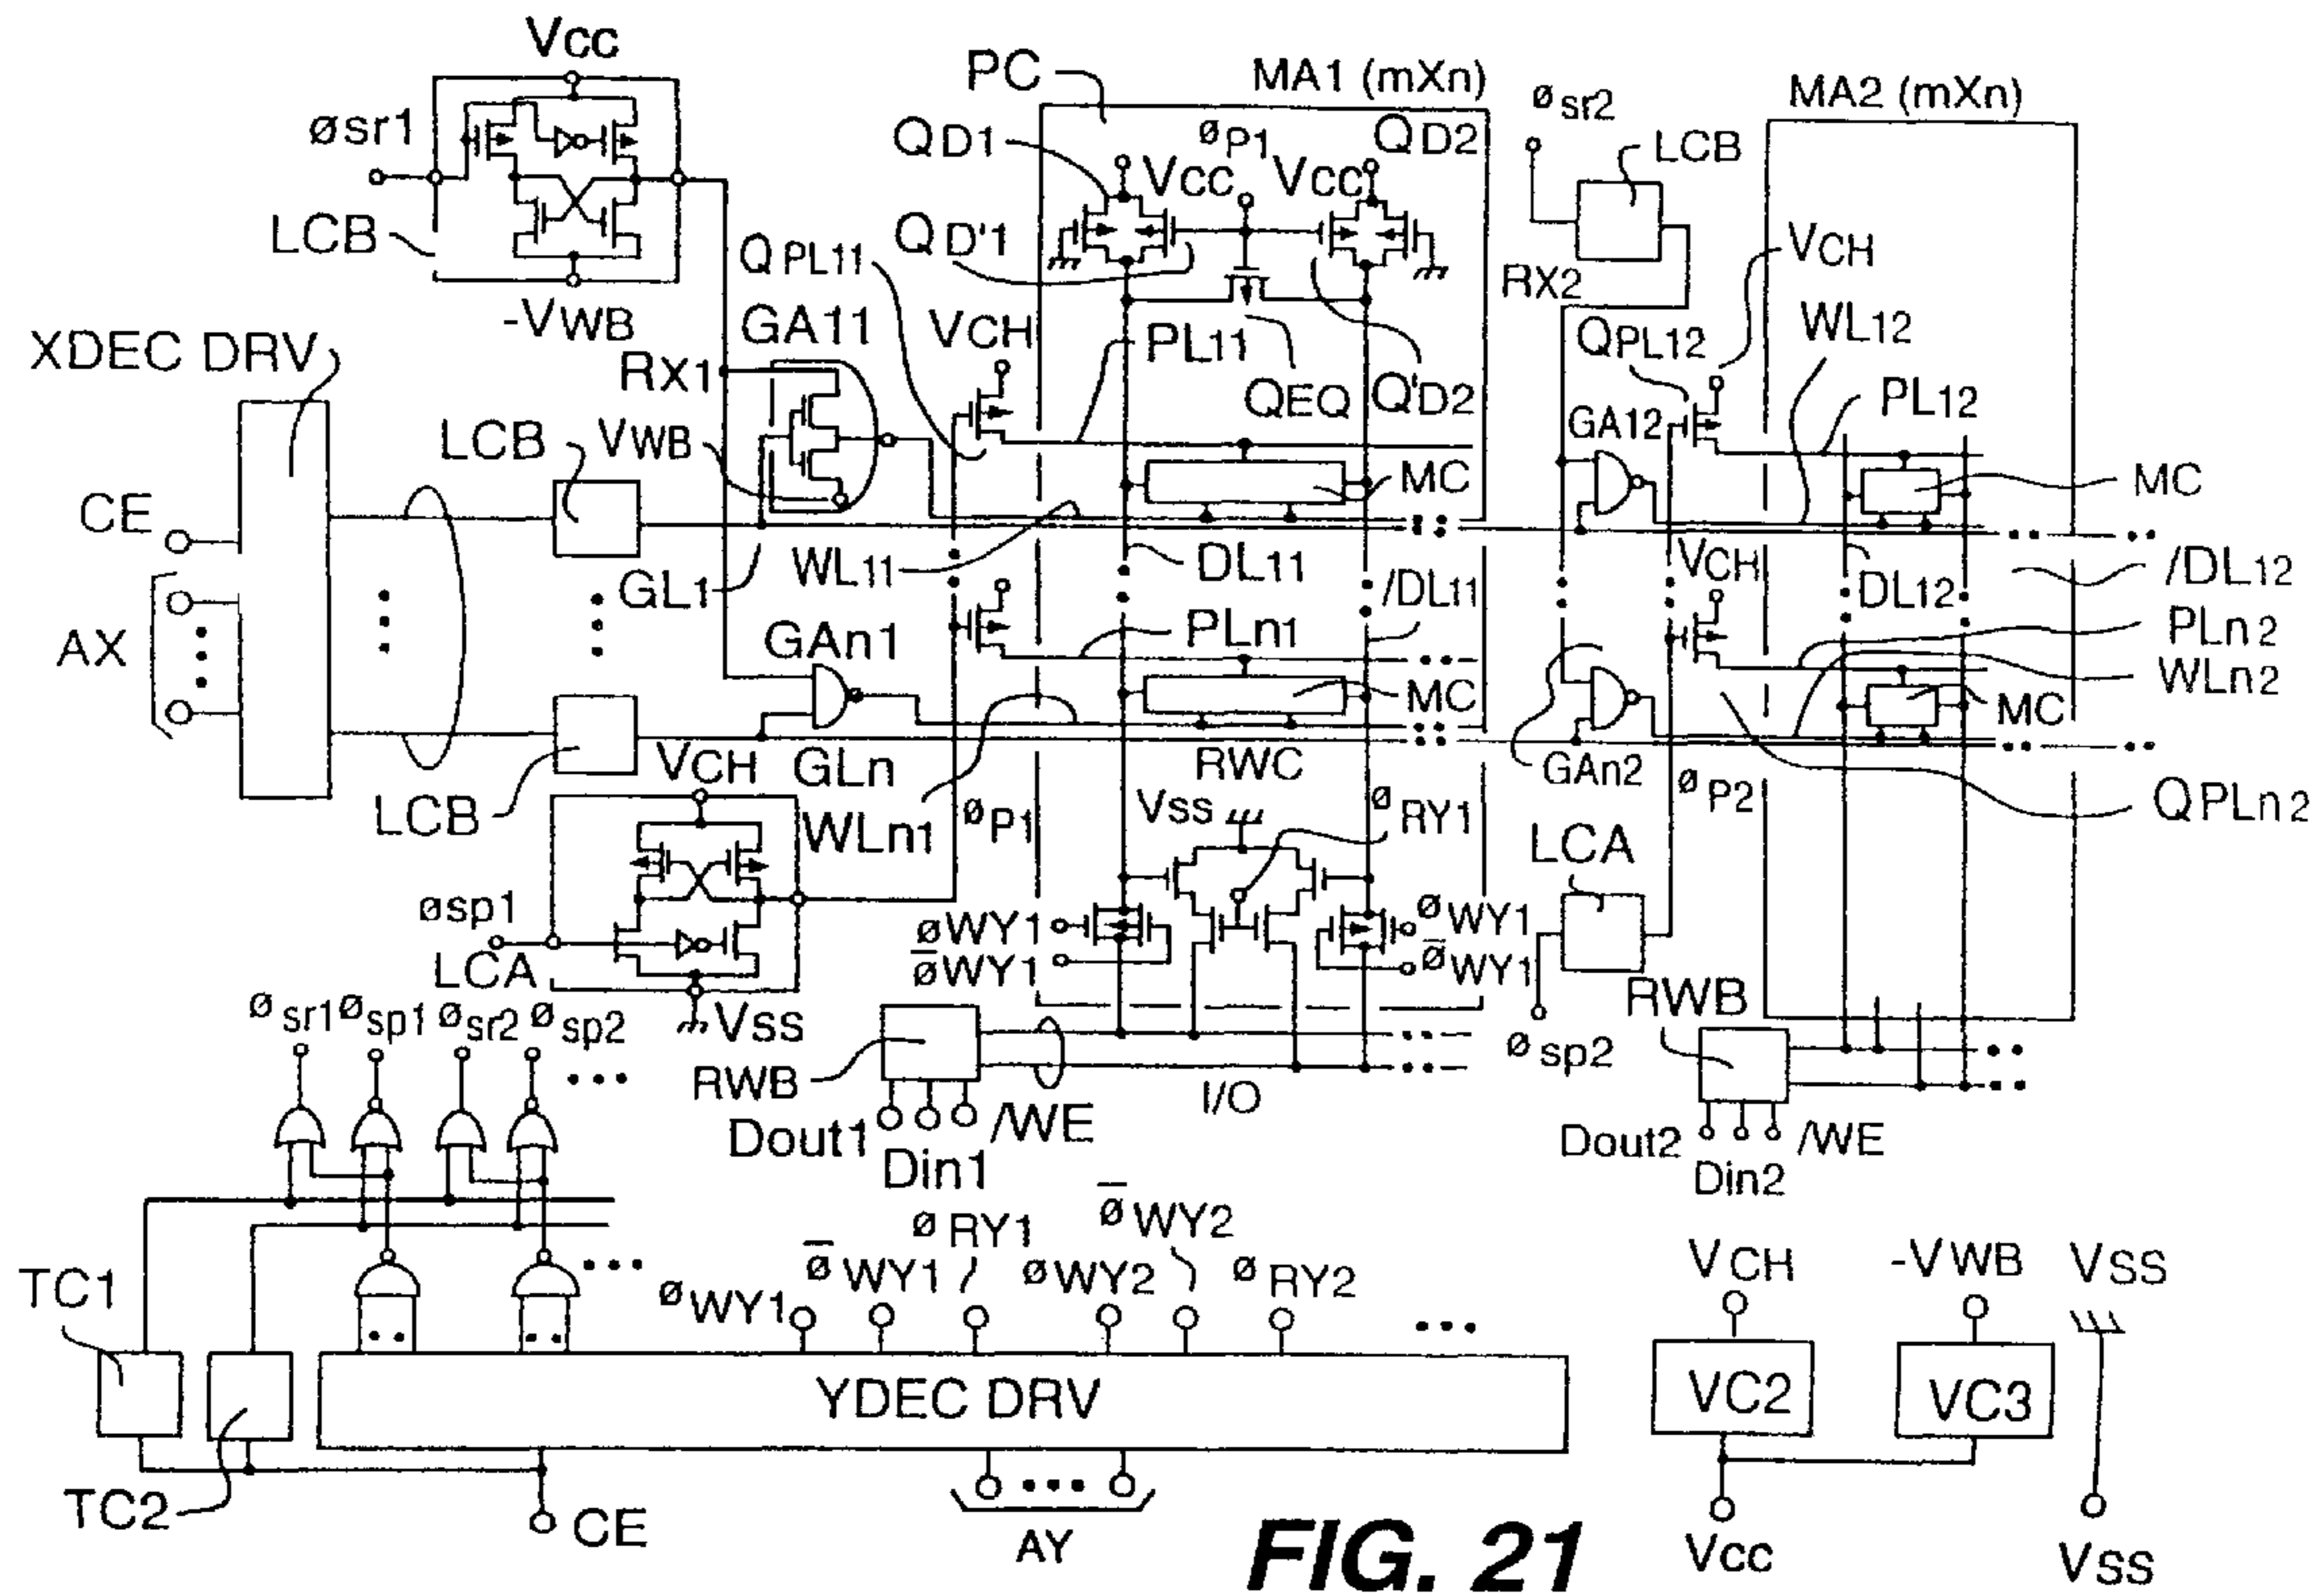 Vcc
PC
MA1 (mXn)
øsr2
MA2 (mXn)
øsr1
QD1
øP1
QD2
LCB
Vcc
Vcc
LCB
QPL11
QD'1
VCH
-VWB
RX2
XDEC DRV
GA11
VCH
PL11
QPL12
WL12
RX1
QEQ
Q'D2
GA12
PL12
LCB
VWB
MC
MC
CE
WL11
DL11
VCH
/DL12
GL1
/DL11
DL12
AX
GAn1
PLn1
PLn2
WLn2
MC
MC
VCH
GLn
RWC
GAn2
øP2
LCB
WLn1
øP1
Vss
øRY1
QPLn2
LCA
øsp1
øWY1
øWY1
LCA
ø̄WY1
ø̄WY1
RWB
øsr1 øsp1 øsr2 øsp2
Vss
øsp2
RWB
I/O
Dout1
/WE
Dout2
/WE
Din1
Din2
ø̄WY2
øRY1
TC1
ø̄WY1
øWY2
øRY2
VCH
-VWB
VSS
øWY1
YDEC DRV
VC2
VC3
TC2
CE
AY
Vcc
VSS
FIG. 21